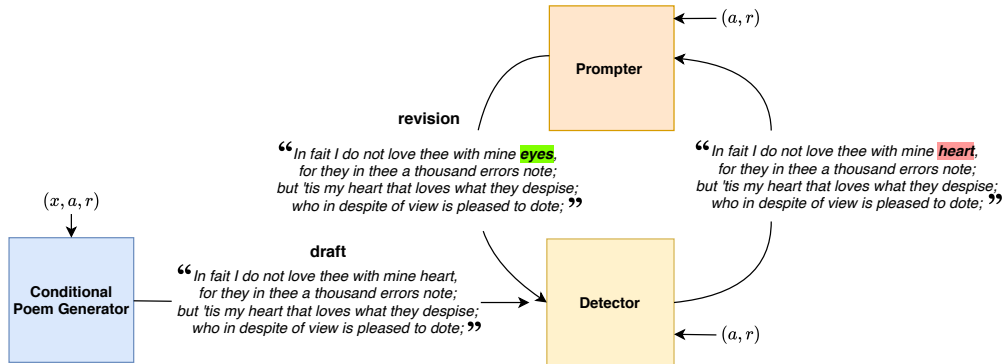 (a, r)
Prompter
revision
“In fait I do not love thee with mine eyes,
for they in thee a thousand errors note;
but 'tis my heart that loves what they despise;
who in despite of view is pleased to dote;”
“In fait I do not love thee with mine heart,
for they in thee a thousand errors note;
but 'tis my heart that loves what they despise;
who in despite of view is pleased to dote;”
(x, a, r)
draft
Conditional
Poem Generator
“In fait I do not love thee with mine heart,
for they in thee a thousand errors note;
but 'tis my heart that loves what they despise;
who in despite of view is pleased to dote;”
Detector
(a, r)